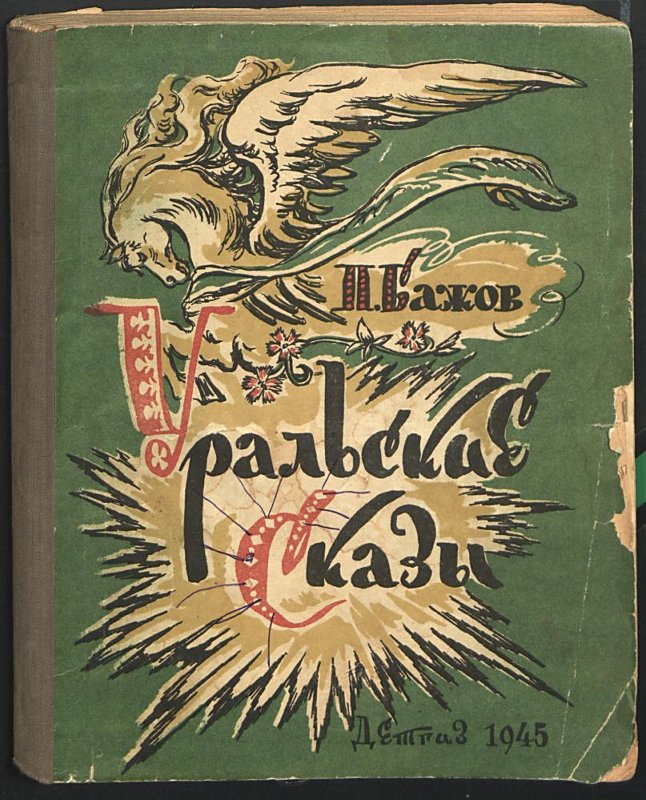 П. Бажов
Уральские
Сказы
Детгиз 1945